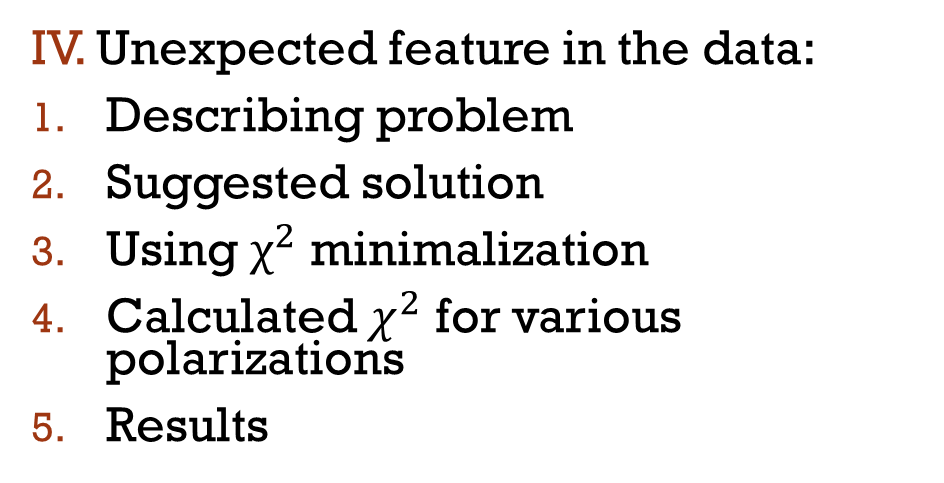 IV. Unexpected feature in the data:
1. Describing problem
2. Suggested solution
3. Using χ² minimalization
4. Calculated χ² for various
polarizations
5. Results